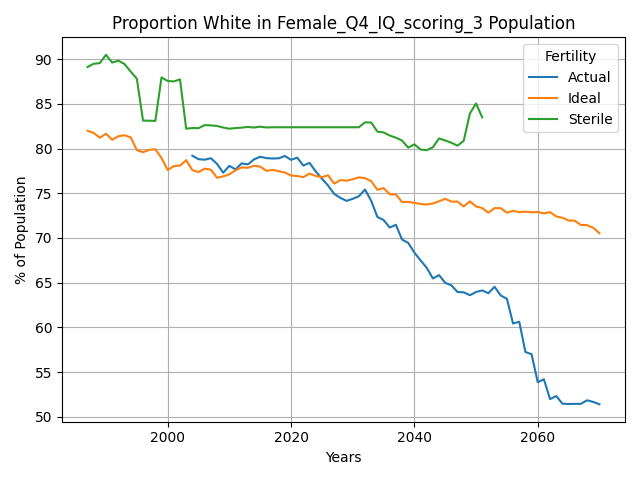 Proportion White in Female_Q4_IQ_scoring_3 Population
% of Population
90
85
80
75
70
65
60
55
50
Fertility
Actual
Ideal
Sterile
2000
2020
2040
2060
Years